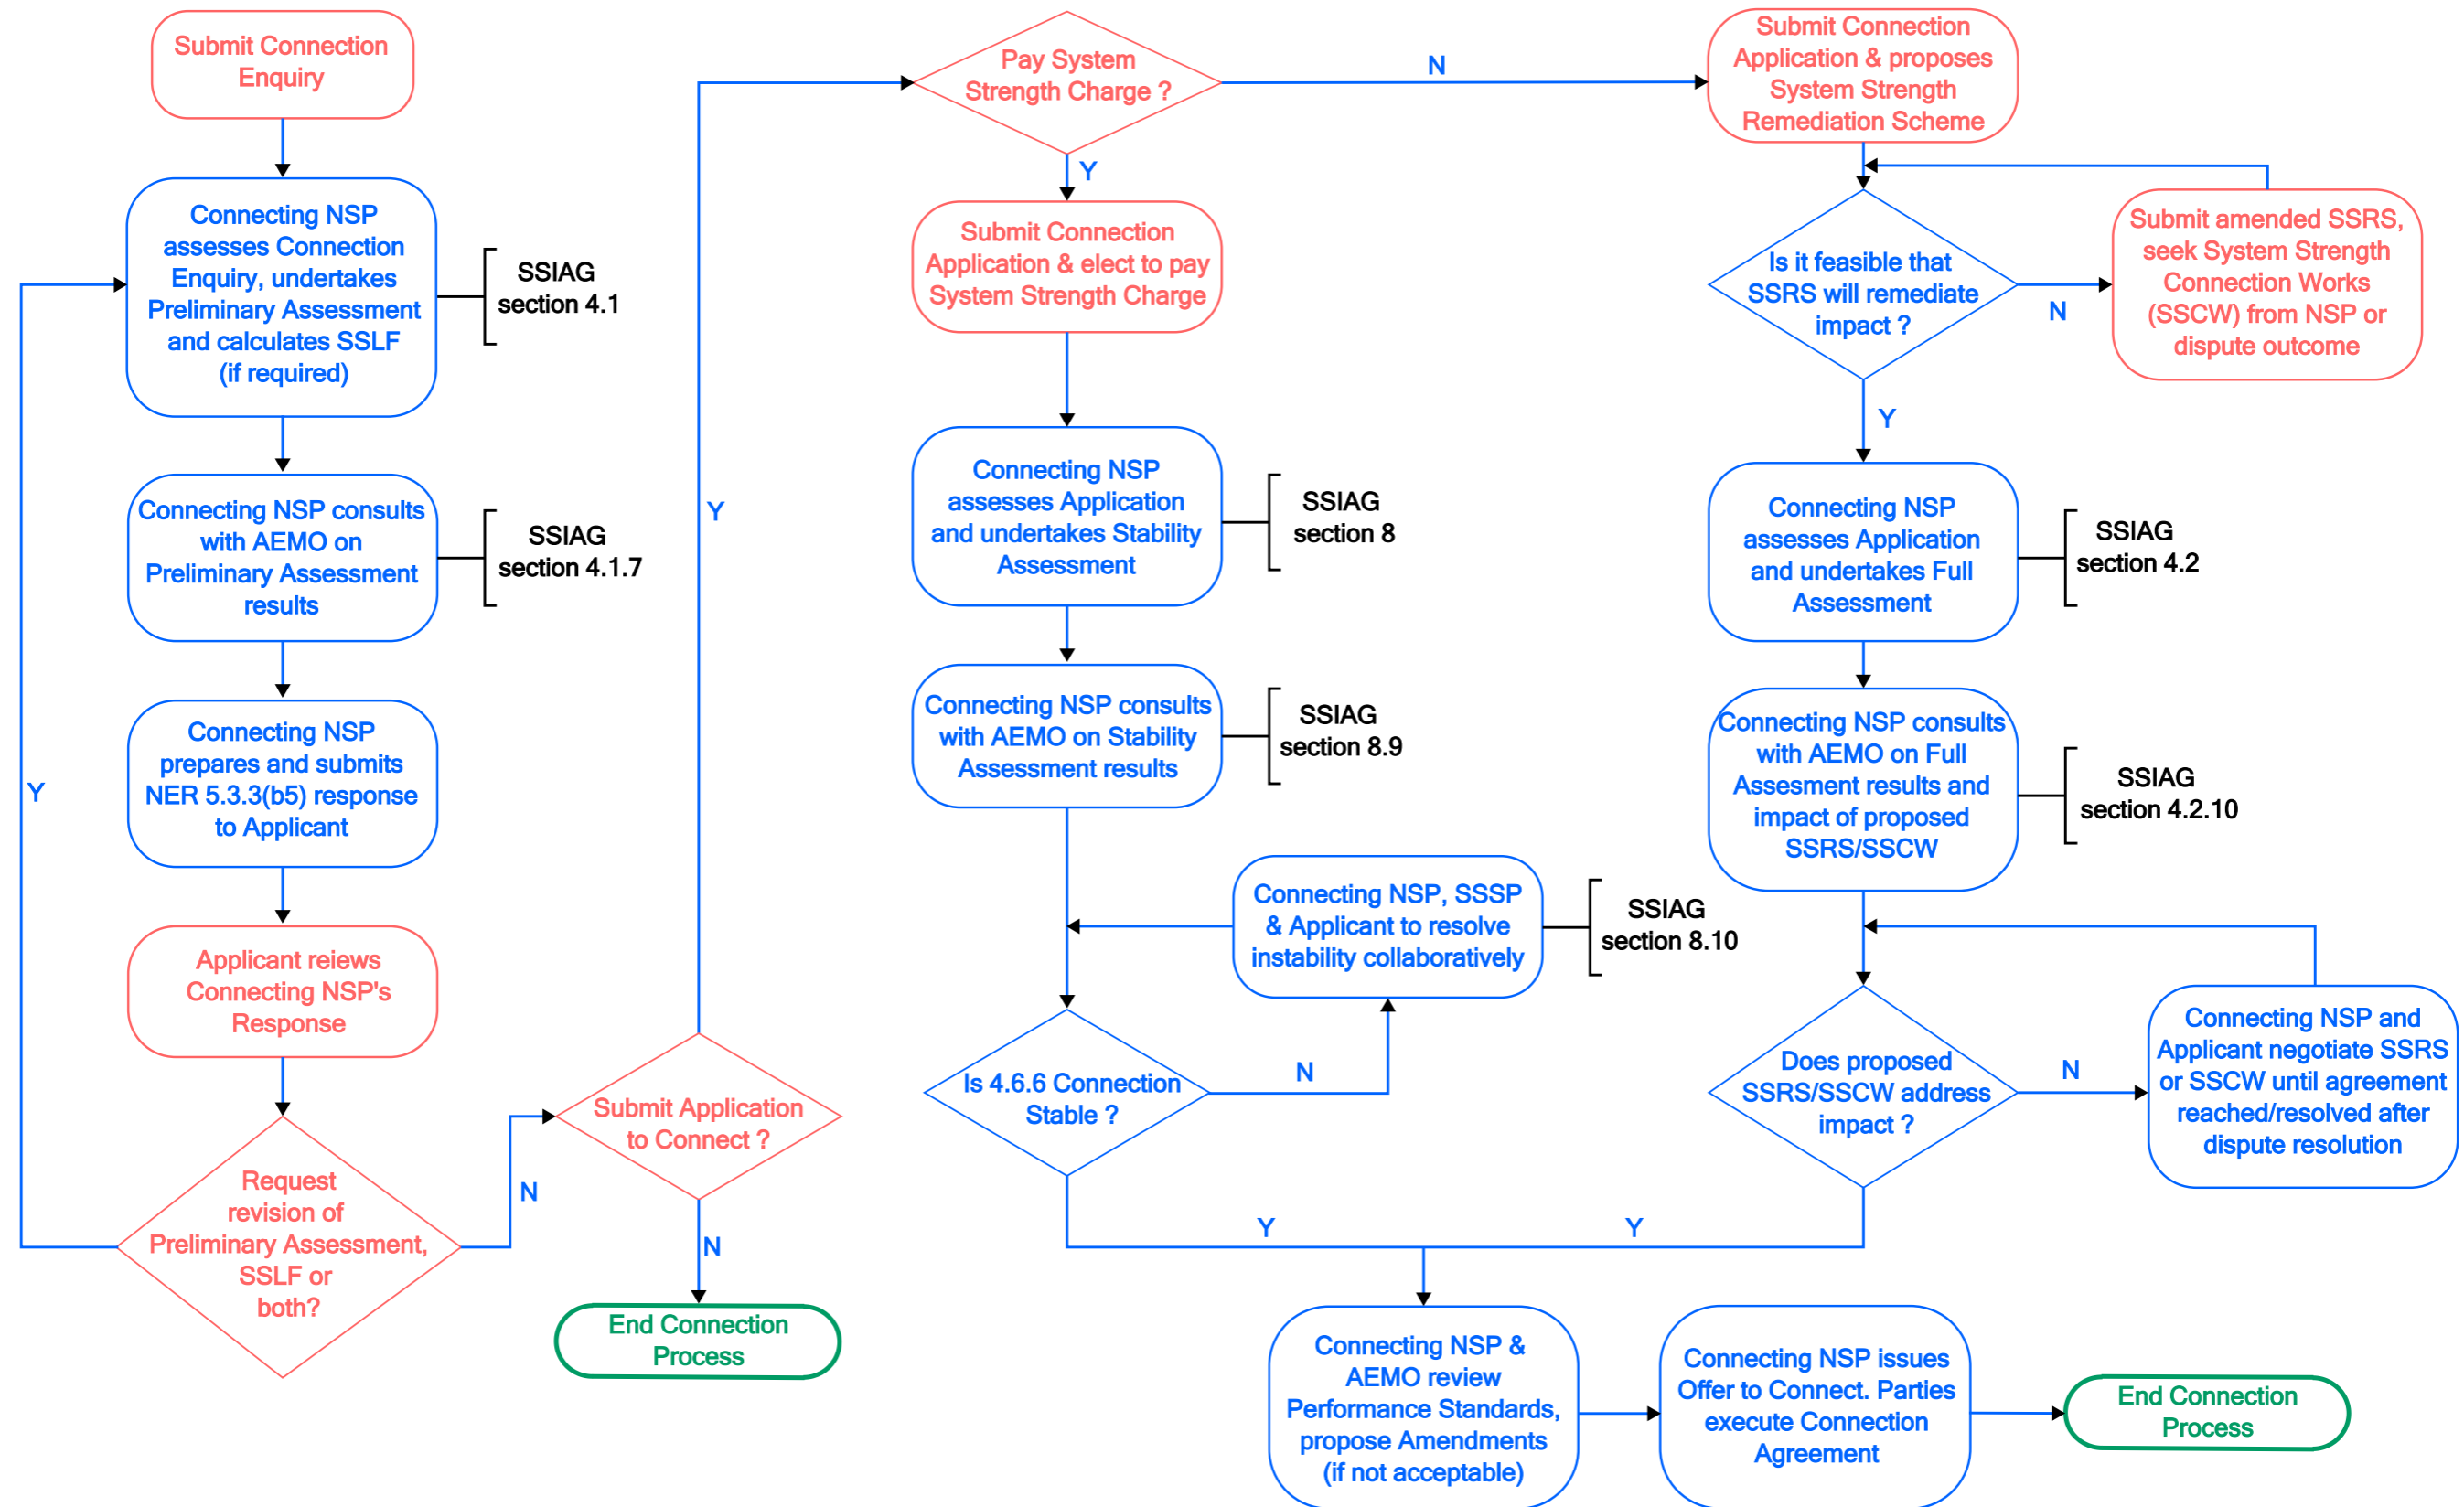 Submit Connection
Enquiry
Connecting NSP
assesses Connection
Enquiry, undertakes
Preliminary Assessment
and calculates SSLF
(if required)
SSIAG
section 4.1
Connecting NSP consults
with AEMO on
Preliminary Assessment
results
SSIAG
section 4.1.7
Connecting NSP
prepares and submits
NER 5.3.3(b5) response
to Applicant
Applicant reiews
Connecting NSP's
Response
Request
revision of
Preliminary Assessment,
SSLF or
both?
Y
N
Submit Application
to Connect ?
Y
N
End Connection
Process
Pay System
Strength Charge ?
N
Y
Submit Connection
Application & elect to pay
System Strength Charge
Connecting NSP
assesses Application
and undertakes Stability
Assessment
SSIAG
section 8
Connecting NSP consults
with AEMO on Stability
Assessment results
SSIAG
section 8.9
Connecting NSP, SSSP
& Applicant to resolve
instability collaboratively
SSIAG
section 8.10
Is 4.6.6 Connection
Stable ?
N
Y
Submit Connection
Application & proposes
System Strength
Remediation Scheme
Is it feasible that
SSRS will remediate
impact ?
N
Submit amended SSRS,
seek System Strength
Connection Works
(SSCW) from NSP or
dispute outcome
Y
Connecting NSP
assesses Application
and undertakes Full
Assessment
SSIAG
section 4.2
Connecting NSP consults
with AEMO on Full
Assesment results and
impact of proposed
SSRS/SSCW
SSIAG
section 4.2.10
Does proposed
SSRS/SSCW address
impact ?
N
Connecting NSP and
Applicant negotiate SSRS
or SSCW until agreement
reached/resolved after
dispute resolution
Y
Connecting NSP &
AEMO review
Performance Standards,
propose Amendments
(if not acceptable)
Connecting NSP issues
Offer to Connect. Parties
execute Connection
Agreement
End Connection
Process